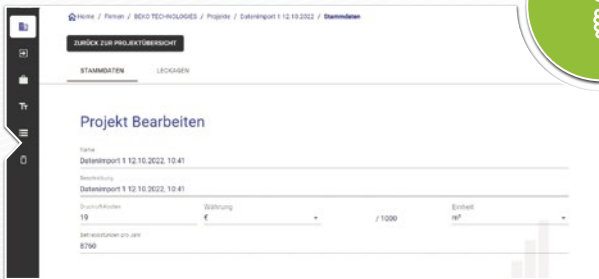 Home / Firmen / BEKO TECHNOLOGIES / Projekte / Datenimport 1 12.10.2022 / Stammdaten
ZURÜCK ZUR PROJEKTÜBERSICHT
STAMMDATEN LECKAGEN
Tт
Projekt Bearbeiten
Name
Datenimport 1 12.10.2022, 10:41
Beschreibung
Datenimport 1 12.10.2022, 10:41
Druckluftkosten Währung Einheit
19 € / 1000 m³
Betriebsstunden pro Jahr
8760